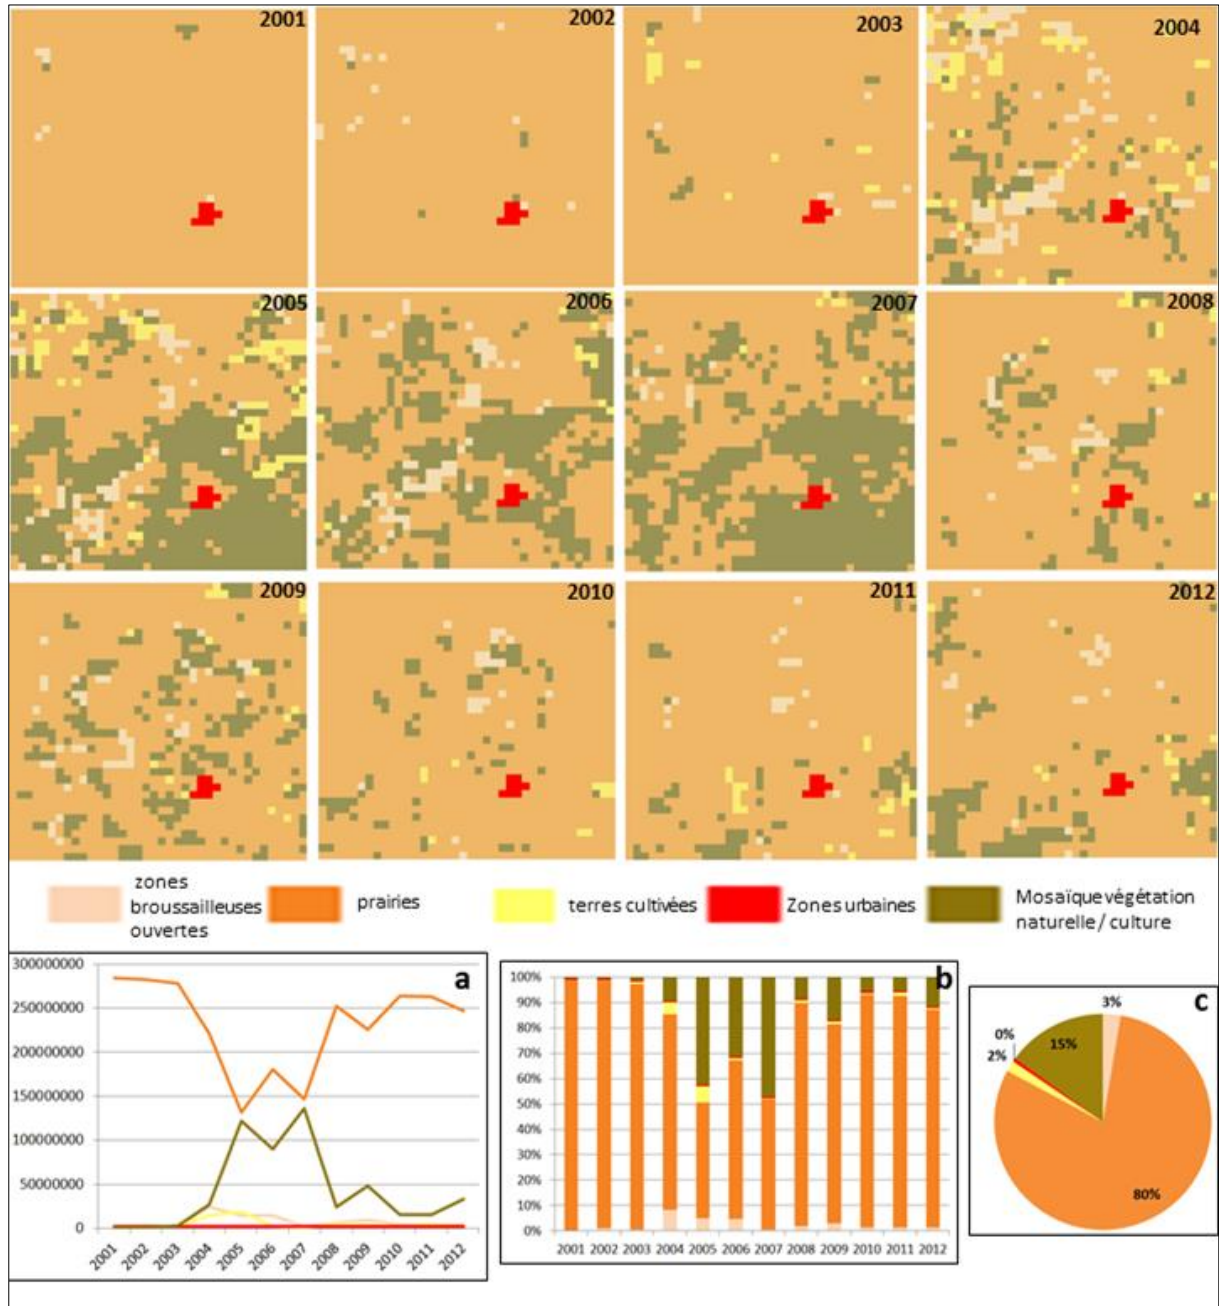 2001
2002
2003
2004
2005
2006
2007
2008
2009
2010
2011
2012
zones
broussailleuses
ouvertes
prairies
terres cultivées
Zones urbaines
Mosaïque végétation
naturelle / culture
a
300000000
250000000
200000000
150000000
100000000
50000000
0
2001 2002 2003 2004 2005 2006 2007 2008 2009 2010 2011 2012
b
100%
90%
80%
70%
60%
50%
40%
30%
20%
10%
0%
2001 2002 2003 2004 2005 2006 2007 2008 2009 2010 2011 2012
c
3%
0%
2%
15%
80%